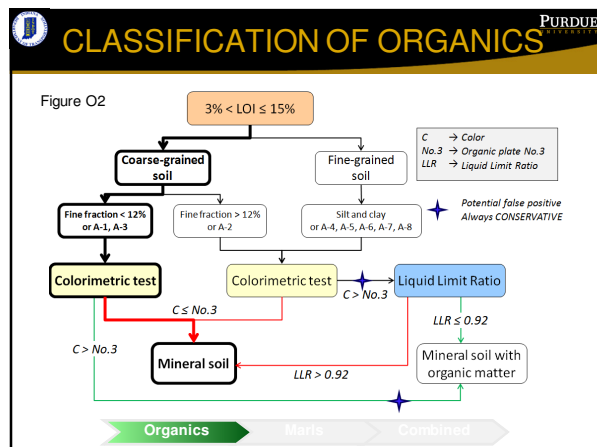 CLASSIFICATION OF ORGANICS
PURDUE
UNIVERSITY
Figure O2
3% < LOI ≤ 15%
C → Color
No.3 → Organic plate No.3
LLR → Liquid Limit Ratio
Coarse-grained
soil
Fine-grained
soil
Potential false positive
Always CONSERVATIVE
Fine fraction < 12%
or A-1, A-3
Fine fraction > 12%
or A-2
Silt and clay
or A-4, A-5, A-6, A-7, A-8
Colorimetric test
Colorimetric test
C > No.3
Liquid Limit Ratio
C ≤ No.3
LLR ≤ 0.92
C > No.3
Mineral soil
LLR > 0.92
Mineral soil with
organic matter
Organics
Marls
Combined